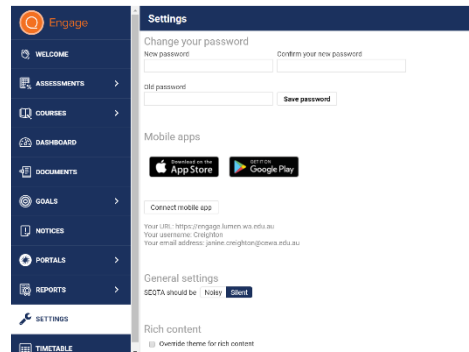 Engage
WELCOME
ASSESSMENTS
COURSES
DASHBOARD
DOCUMENTS
GOALS
NOTICES
PORTALS
REPORTS
SETTINGS
TIMETABLE
Settings
Change your password
New password Confirm your new password
Old password
Save password
Mobile apps
Download on the
App Store
GET IT ON
Google Play
Connect mobile app
Your URL: https://engage.lumen.wa.edu.au
Your username: Creighton
Your email address: janine.creighton@cewa.edu.au
General settings
SEQTA should be Noisy Silent
Rich content
Override theme for rich content